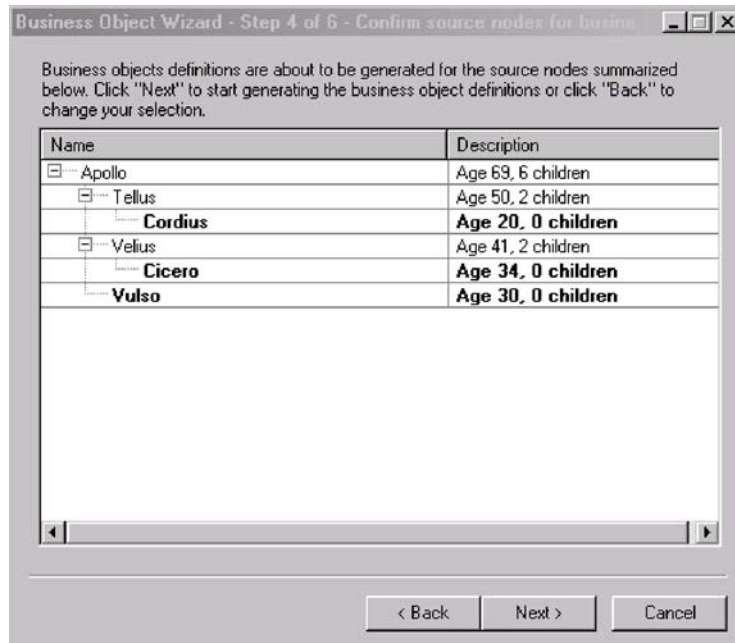 Business Object Wizard - Step 4 of 6 - Confirm source nodes for busine
Business objects definitions are about to be generated for the source nodes summarized
below. Click "Next" to start generating the business object definitions or click "Back" to
change your selection.
Name Description
Apollo Age 69, 6 children
Tellus Age 50, 2 children
Cordius Age 20, 0 children
Velius Age 41, 2 children
Cicero Age 34, 0 children
Vulso Age 30, 0 children
< Back Next > Cancel